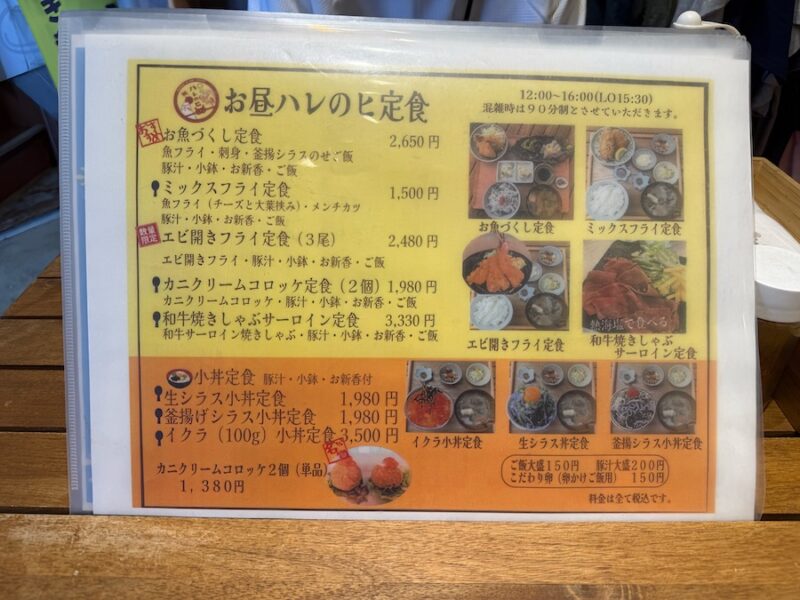 お昼ハレのヒ定食
12:00~16:00(LO15:30)
混雑時は90分制とさせていただきます。
おすすめ
お魚づくし定食 2,650円
魚フライ・刺身・釜揚シラスのせご飯
豚汁・小鉢・お新香・ご飯
ミックスフライ定食 1,500円
魚フライ(チーズと大葉挟み)・メンチカツ
豚汁・小鉢・お新香・ご飯
数量限定
エビ開きフライ定食(3尾) 2,480円
エビ開きフライ・豚汁・小鉢・お新香・ご飯
カニクリームコロッケ定食(2個) 1,980円
カニクリームコロッケ・豚汁・小鉢・お新香・ご飯
和牛焼きしゃぶサーロイン定食 3,330円
和牛サーロイン焼きしゃぶ・豚汁・小鉢・お新香・ご飯
お魚づくし定食
ミックスフライ定食
エビ開きフライ定食
熱海塩で食べる
和牛焼きしゃぶ
サーロイン定食
小丼定食 豚汁・小鉢・お新香付
生シラス小丼定食 1,980円
釜揚げシラス小丼定食 1,980円
イクラ(100g)小丼定食 3,500円
カニクリームコロッケ2個(単品)
1,380円
名物
イクラ小丼定食
生シラス丼定食
釜揚シラス小丼定食
ご飯大盛150円 豚汁大盛200円
こだわり卵(卵かけご飯用) 150円
料金は全て税込です。